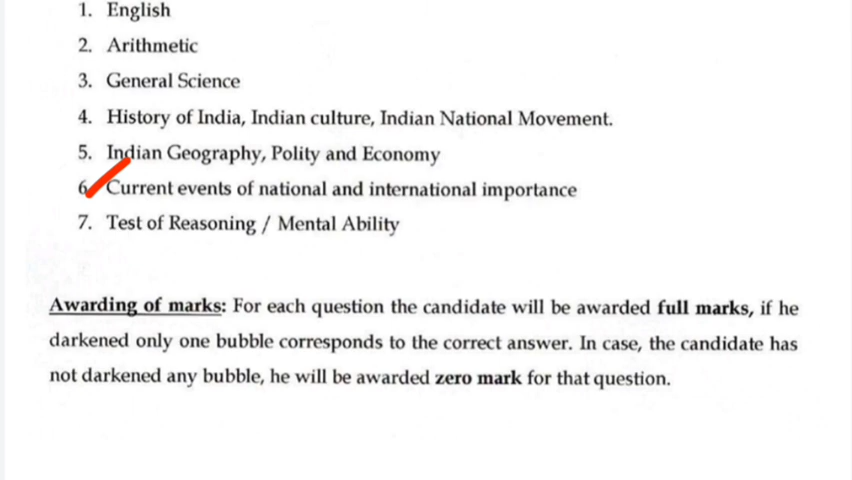 1. English
2. Arithmetic
3. General Science
4. History of India, Indian culture, Indian National Movement.
5. Indian Geography, Polity and Economy
6. Current events of national and international importance
7. Test of Reasoning / Mental Ability
Awarding of marks: For each question the candidate will be awarded full marks, if he
darkened only one bubble corresponds to the correct answer. In case, the candidate has
not darkened any bubble, he will be awarded zero mark for that question.